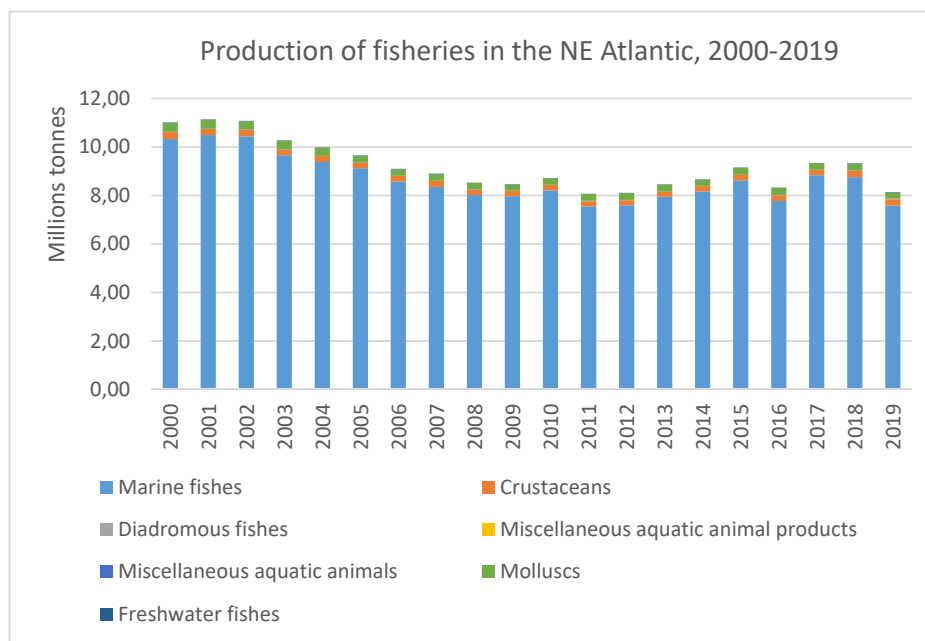 Production of fisheries in the NE Atlantic, 2000-2019
Millions tonnes
12,00
10,00
8,00
6,00
4,00
2,00
0,00
2000 2001 2002 2003 2004 2005 2006 2007 2008 2009 2010 2011 2012 2013 2014 2015 2016 2017 2018 2019
Marine fishes Crustaceans
Diadromous fishes Miscellaneous aquatic animal products
Miscellaneous aquatic animals Molluscs
Freshwater fishes